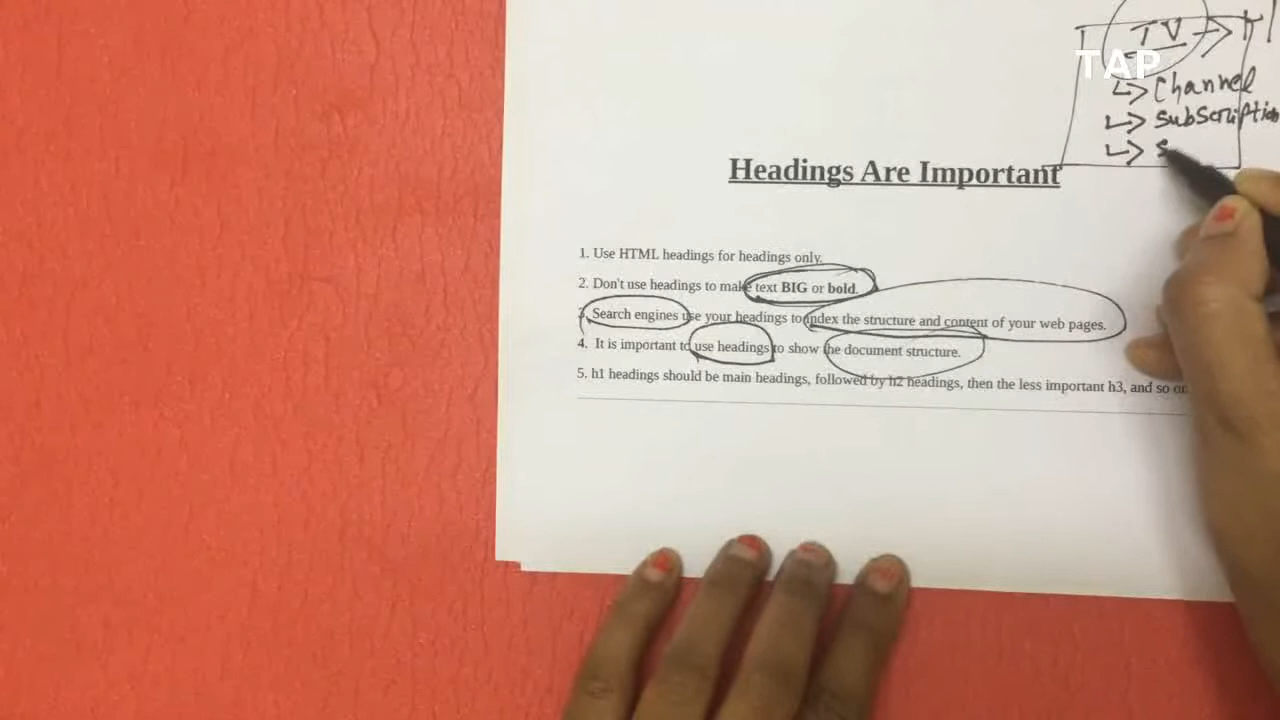 TV →
TAP
↳ Channel
↳ Subscription
↳ S
Headings Are Important
1. Use HTML headings for headings only.
2. Don't use headings to make text BIG or bold.
3. Search engines use your headings to index the structure and content of your web pages.
4. It is important to use headings to show the document structure.
5. h1 headings should be main headings, followed by h2 headings, then the less important h3, and so on